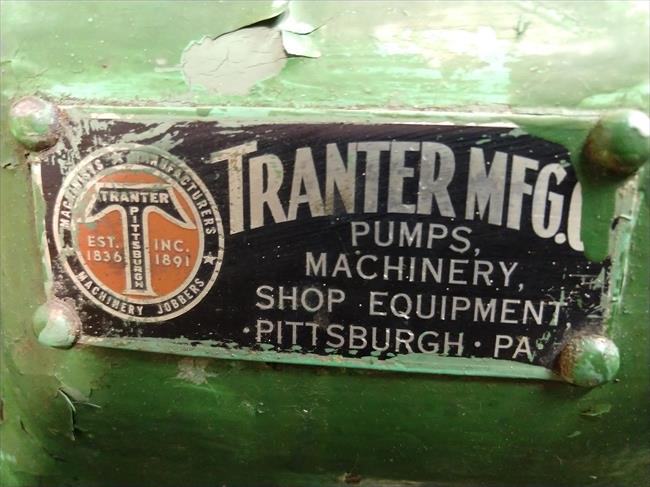 MACHINISTS ★ MANUFACTURERS ★ MACHINERY JOBBERS
TRANTER
PITTSBURGH
EST. 1836
INC. 1891
TRANTER MFG.
PUMPS,
MACHINERY,
SHOP EQUIPMENT,
·PITTSBURGH · PA